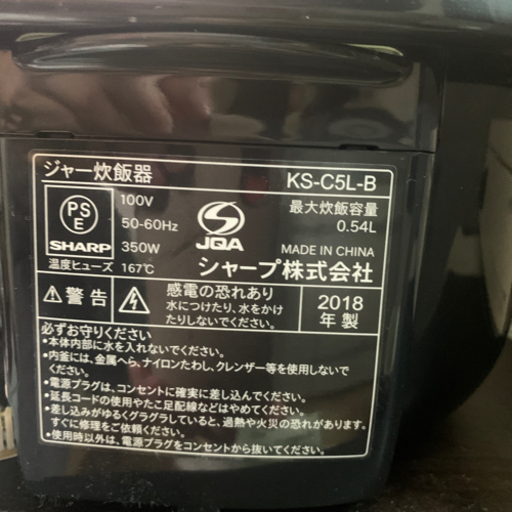 ジャー炊飯器 KS-C5L-B
PS
E
SHARP
100V
50-60Hz
350W
JQA
最大炊飯容量
0.54L
MADE IN CHINA
温度ヒューズ 167℃
シャープ株式会社
警告
感電の恐れあり
水につけたり、水をかけ
たりしないでください。
2018
年製
必ずお守りください
•本体内部に水を入れないでください。
•内釜には、金属へら、ナイロンたわし、クレンザー等を使用しないで
ください。
•電源プラグは、コンセントに確実に差し込んでください。
•延長コードの使用やたこ足配線などはやめてください。
•差し込みがゆるくグラグラしていると、過熱や火災の恐れがあります。
すぐに修理をご依頼ください。
•使用時以外は、電源プラグをコンセントから抜いてください。